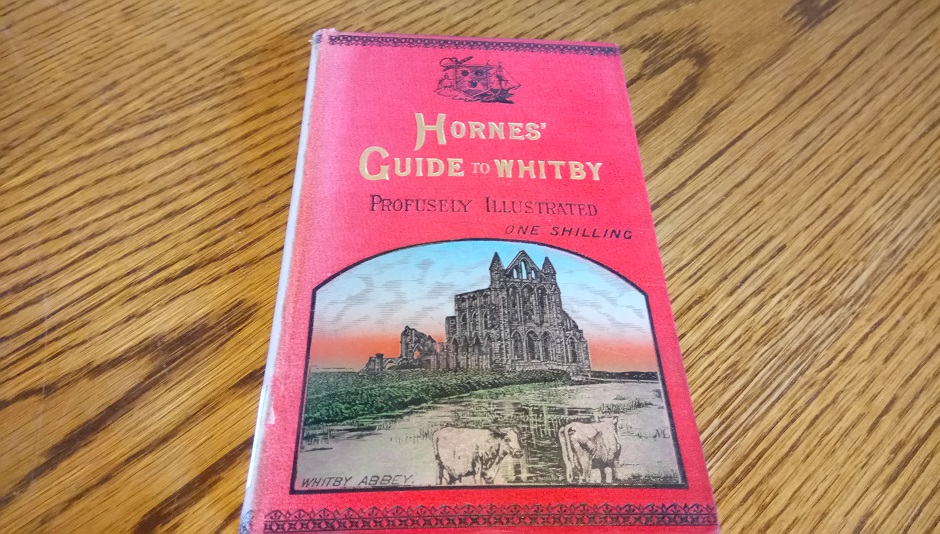 HORNES'
GUIDE TO WHITBY
PROFUSELY ILLUSTRATED
ONE SHILLING
WHITBY ABBEY.